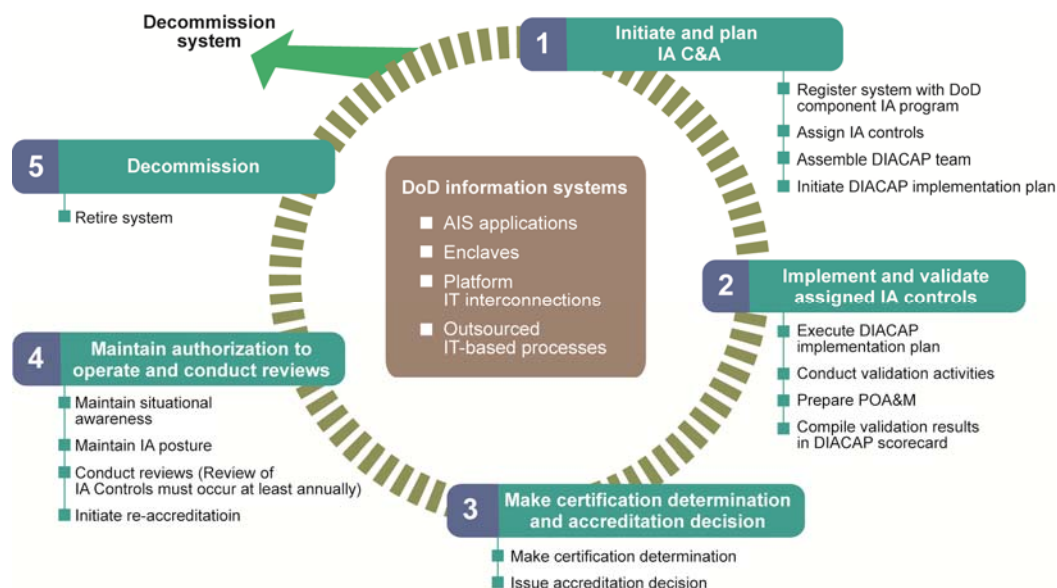 Decommission
system
1
Initiate and plan
IA C&A
Register system with DoD
component IA program
Assign IA controls
Assemble DIACAP team
Initiate DIACAP implementation plan
2
Implement and validate
assigned IA controls
Execute DIACAP
implementation plan
Conduct validation activities
Prepare POA&M
Compile validation results
in DIACAP scorecard
3
Make certification determination
and accreditation decision
Make certification determination
Issue accreditation decision
4
Maintain authorization to
operate and conduct reviews
Maintain situational
awareness
Maintain IA posture
Conduct reviews (Review of
IA Controls must occur at least annually)
Initiate re-accreditatioin
5
Decommission
Retire system
DoD information systems
AIS applications
Enclaves
Platform
IT interconnections
Outsourced
IT-based processes